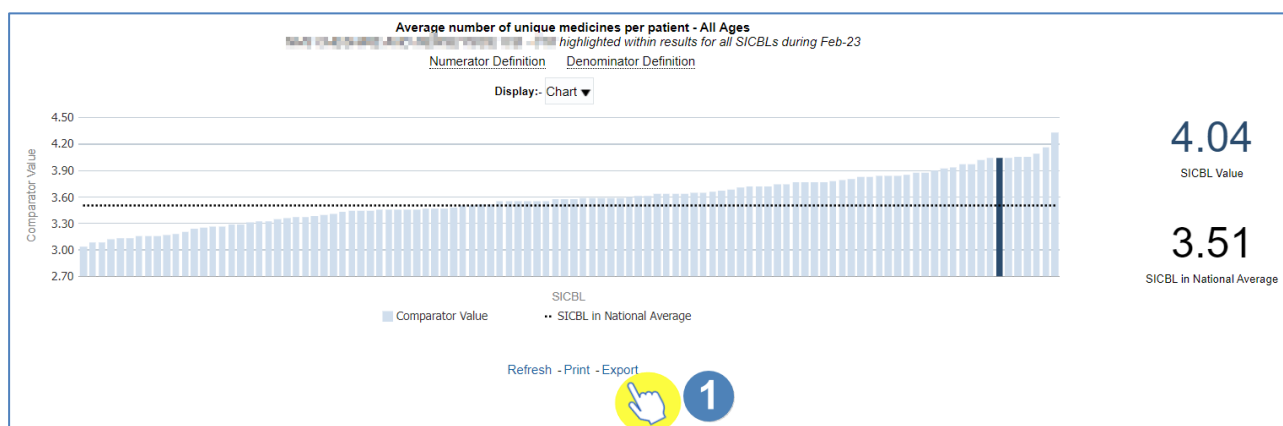 Average number of unique medicines per patient - All Ages
highlighted within results for all SICBLs during Feb-23
Numerator Definition Denominator Definition
Display:- Chart ▼
4.50
4.20
3.90
3.60
3.30
3.00
2.70
Comparator Value
SICBL
Comparator Value SICBL in National Average
4.04
SICBL Value
3.51
SICBL in National Average
Refresh - Print - Export
1